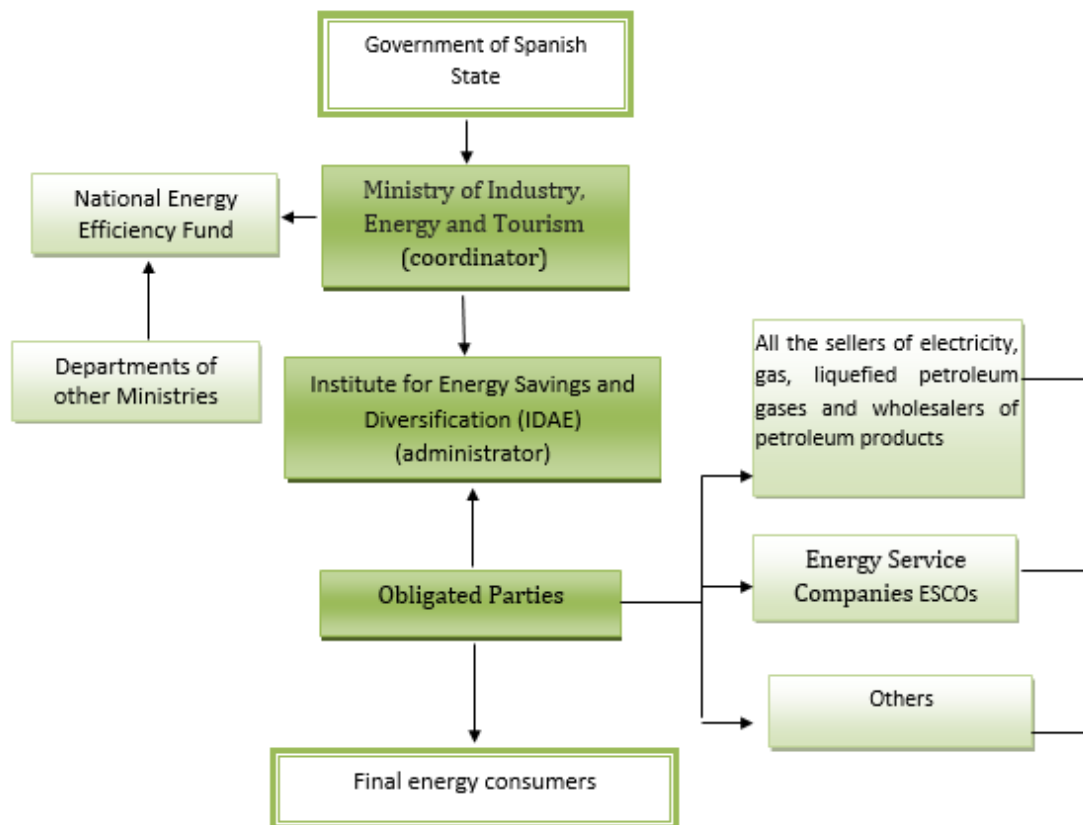 Government of Spanish
State
National Energy
Efficiency Fund
Ministry of Industry,
Energy and Tourism
(coordinator)
Departments of
other Ministries
Institute for Energy Savings and
Diversification (IDAE)
(administrator)
All the sellers of electricity,
gas, liquefied petroleum
gases and wholesalers of
petroleum products
Obligated Parties
Energy Service
Companies ESCOs
Others
Final energy consumers